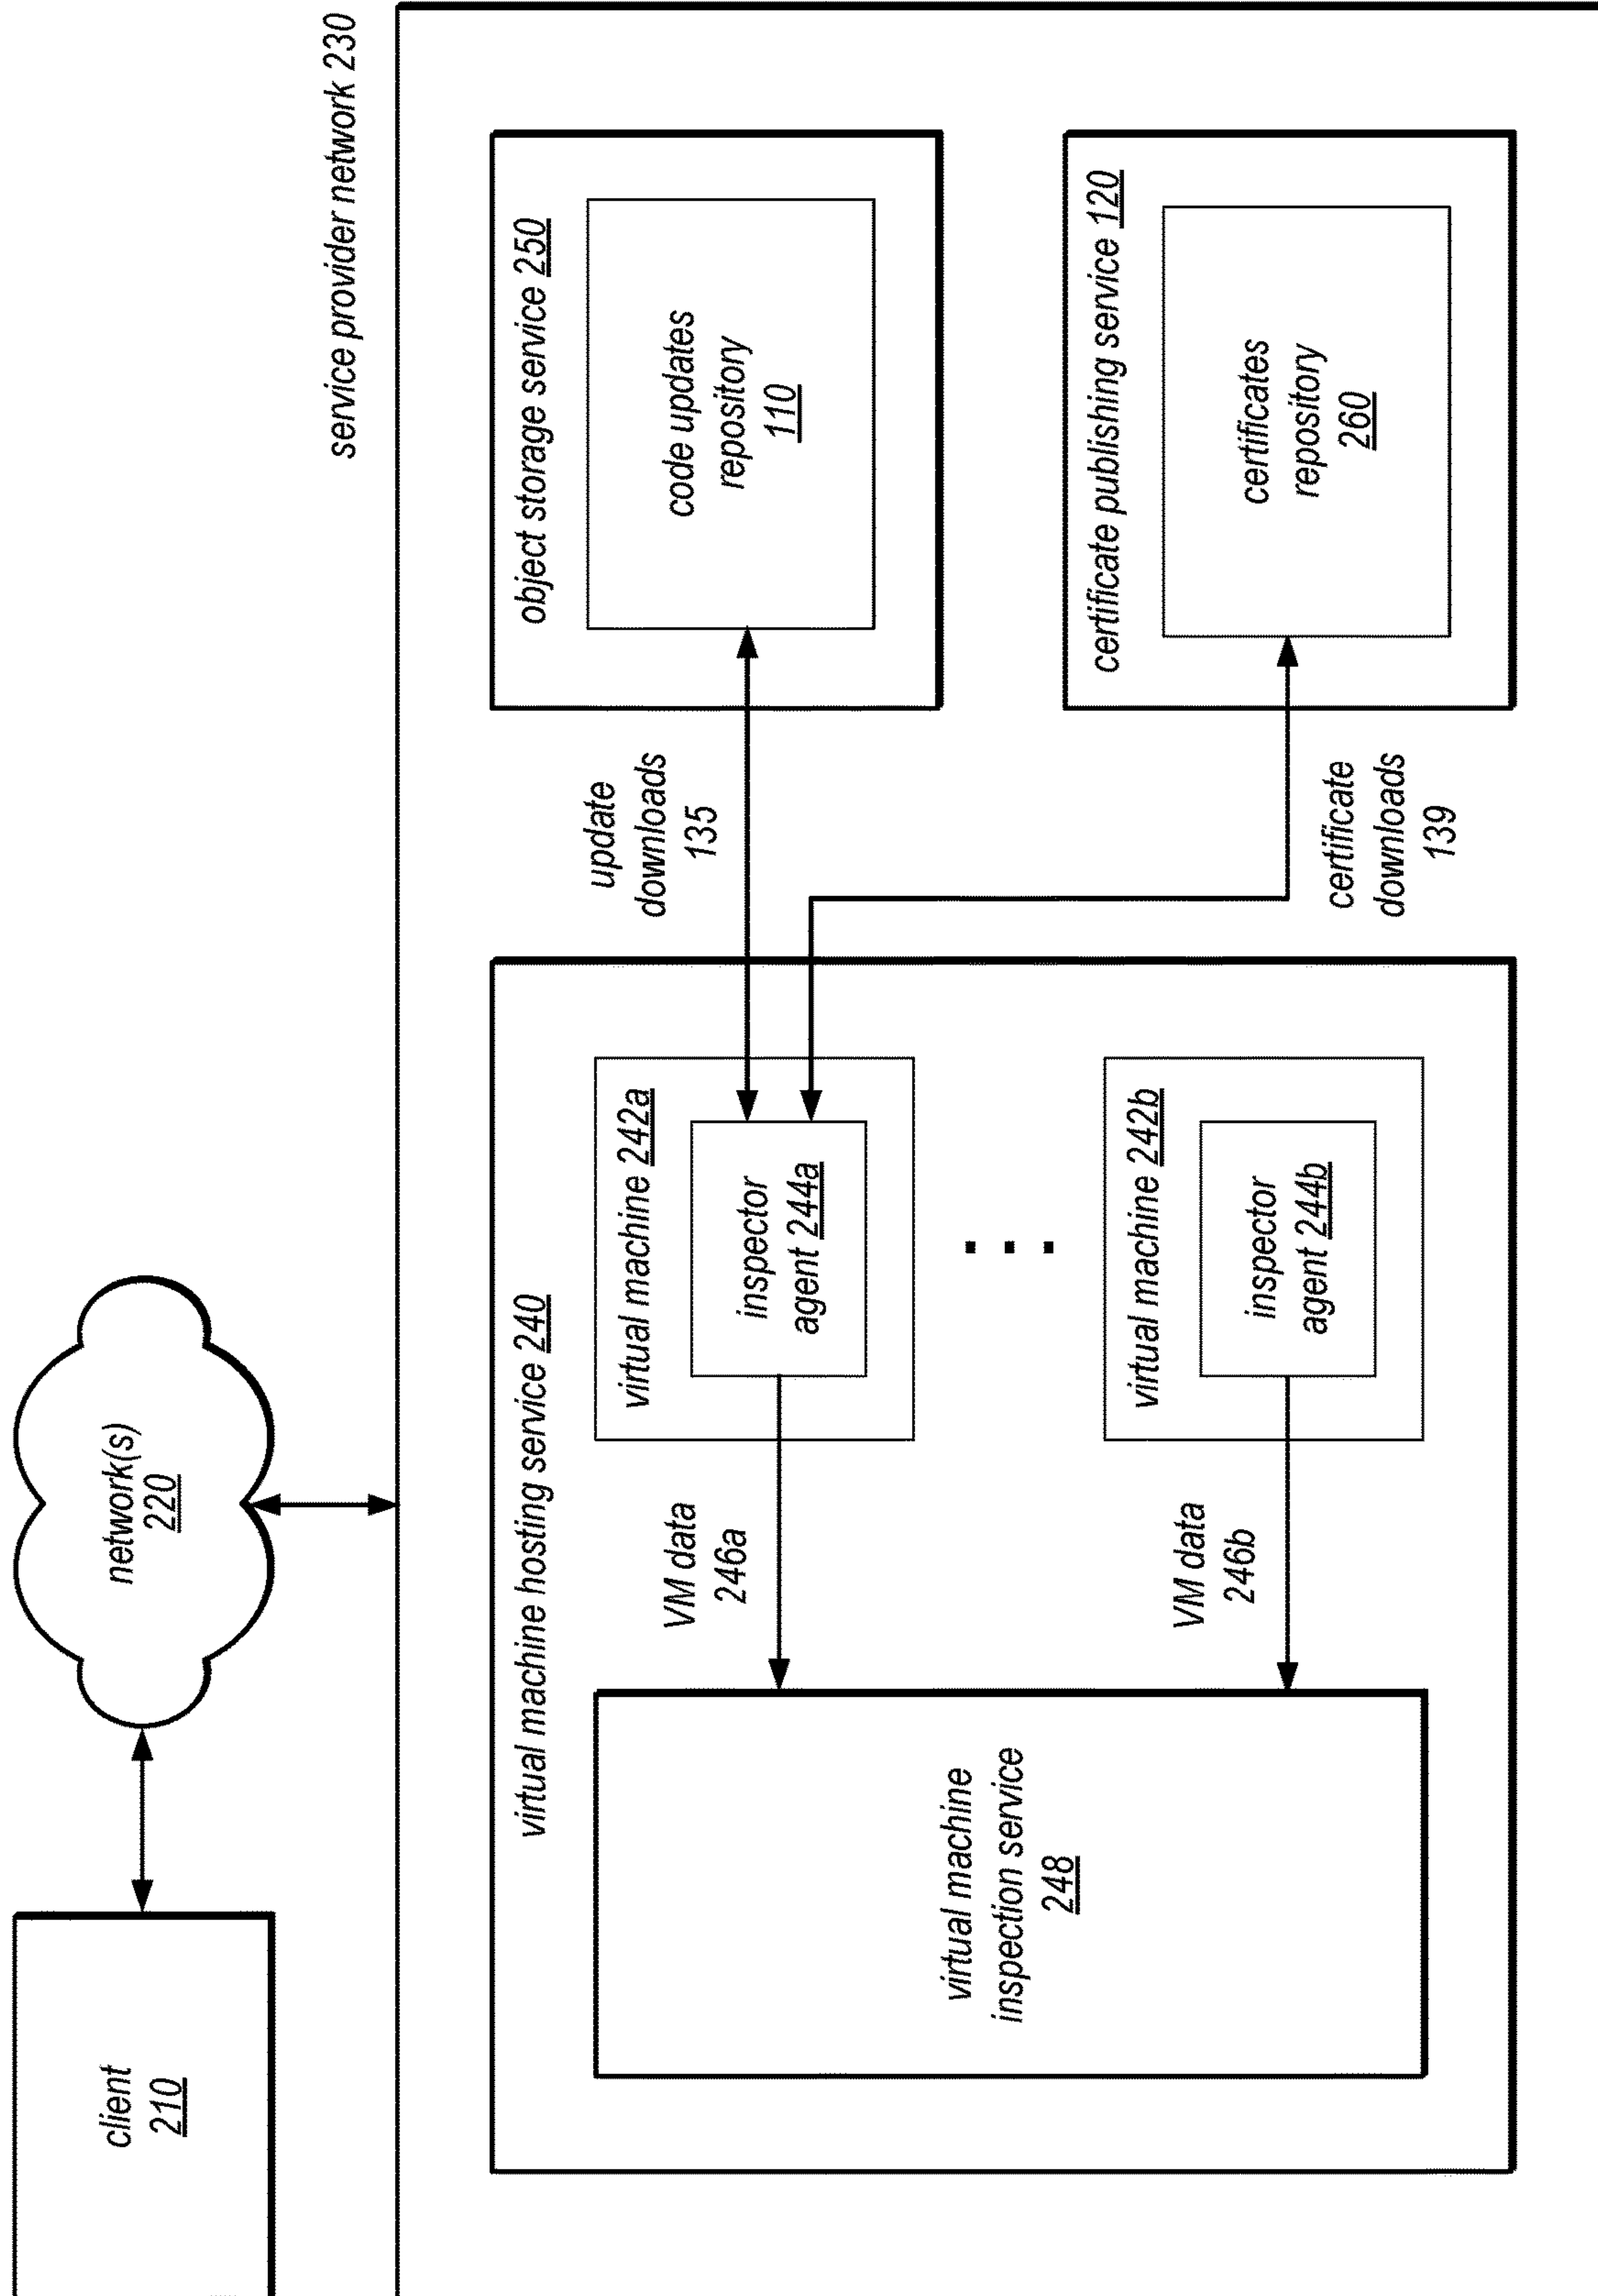 client
210
network(s)
220
service provider network 230
virtual machine hosting service 240
virtual machine
inspection service
248
VM data
246a
virtual machine 242a
inspector
agent 244a
VM data
246b
virtual machine 242b
inspector
agent 244b
update
downloads
135
certificate
downloads
139
object storage service 250
code updates
repository
110
certificate publishing service 120
certificates
repository
260